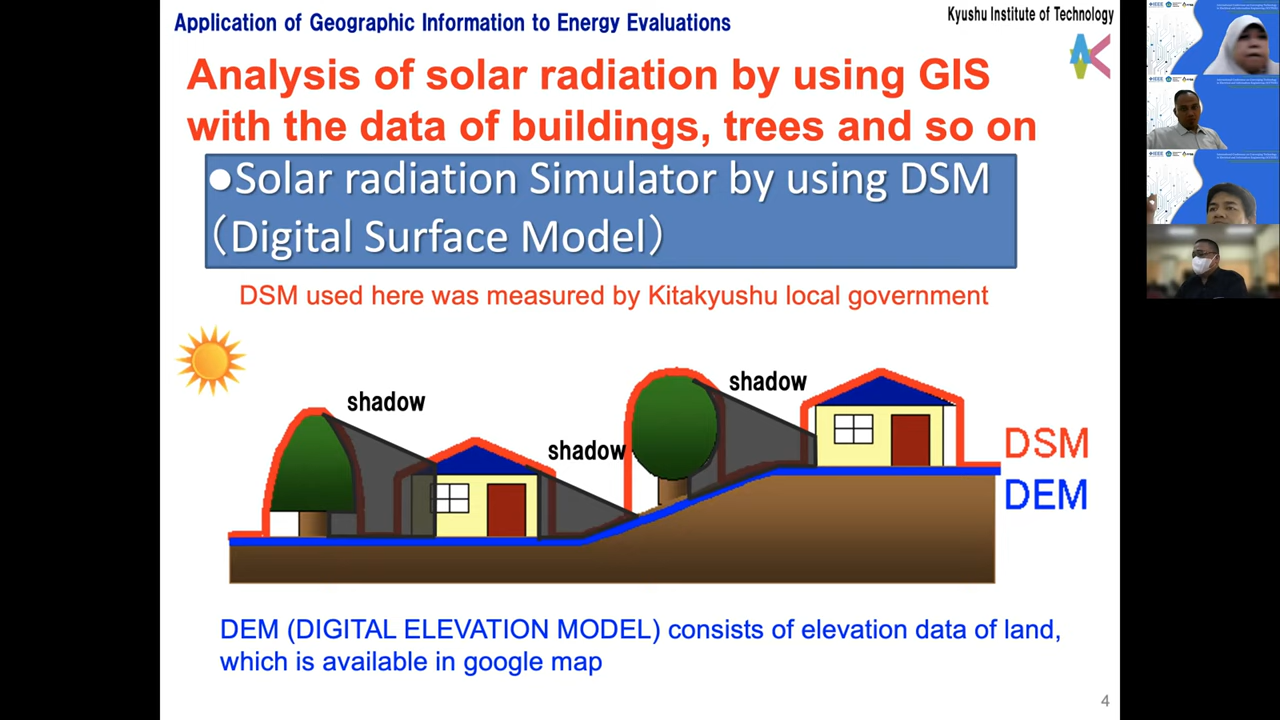 Application of Geographic Information to Energy Evaluations
Kyushu Institute of Technology
Analysis of solar radiation by using GIS
with the data of buildings, trees and so on
●Solar radiation Simulator by using DSM
（Digital Surface Model）
DSM used here was measured by Kitakyushu local government
shadow
shadow
shadow
DSM
DEM
DEM (DIGITAL ELEVATION MODEL) consists of elevation data of land,
which is available in google map
4